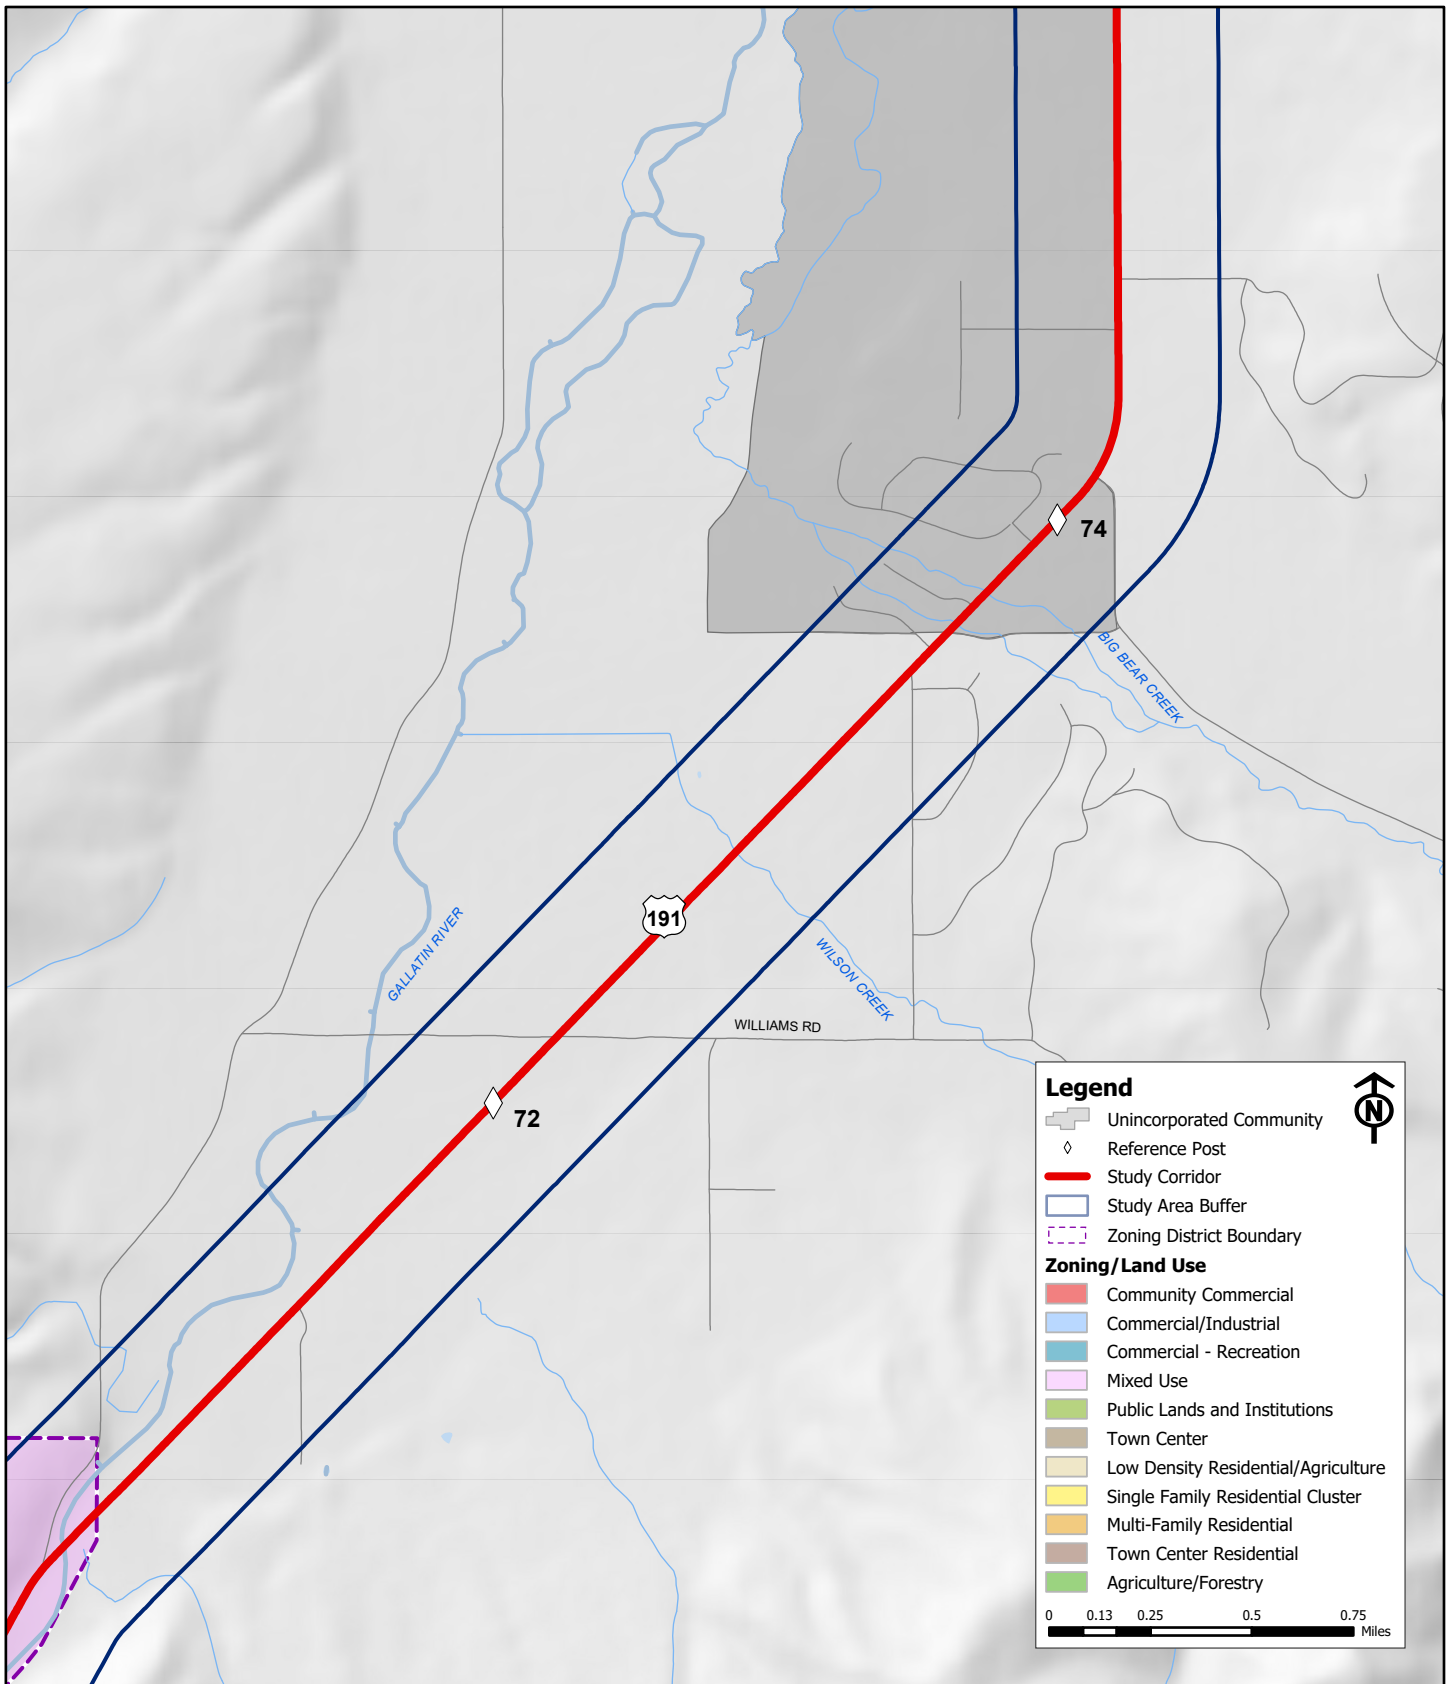 74
BIG BEAR CREEK
191
GALLATIN RIVER
WILSON CREEK
WILLIAMS RD
72
Legend
N
Unincorporated Community
Reference Post
Study Corridor
Study Area Buffer
Zoning District Boundary
Zoning/Land Use
Community Commercial
Commercial/Industrial
Commercial - Recreation
Mixed Use
Public Lands and Institutions
Town Center
Low Density Residential/Agriculture
Single Family Residential Cluster
Multi-Family Residential
Town Center Residential
Agriculture/Forestry
0 0.13 0.25 0.5 0.75
Miles